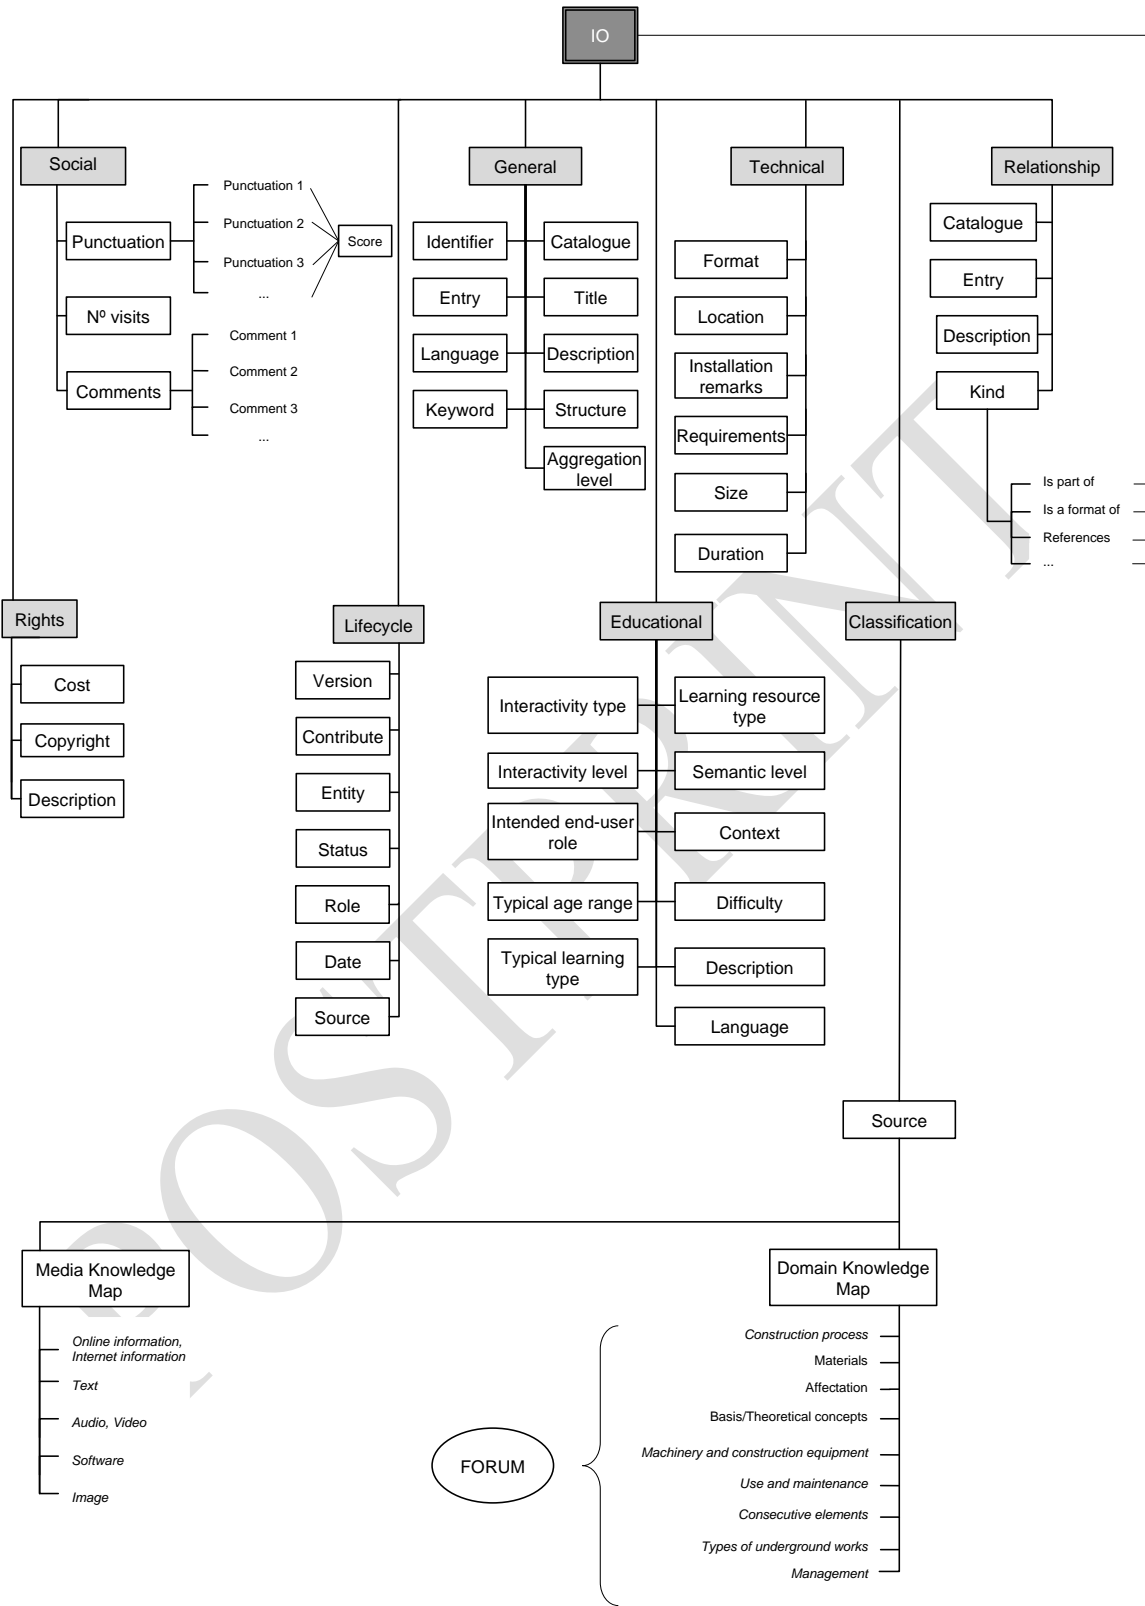 IO
Social
Punctuation
Punctuation 1
Punctuation 2
Punctuation 3
...
Score
Nº visits
Comments
Comment 1
Comment 2
Comment 3
...
General
Identifier
Catalogue
Entry
Title
Language
Description
Keyword
Structure
Aggregation
level
Technical
Format
Location
Installation
remarks
Requirements
Size
Duration
Relationship
Catalogue
Entry
Description
Kind
Is part of
Is a format of
References
...
Rights
Cost
Copyright
Description
Lifecycle
Version
Contribute
Entity
Status
Role
Date
Source
Educational
Interactivity type
Learning resource
type
Interactivity level
Semantic level
Intended end-user
role
Context
Typical age range
Difficulty
Typical learning
type
Description
Language
Classification
Source
Media Knowledge
Map
Online information,
Internet information
Text
Audio, Video
Software
Image
Domain Knowledge
Map
Construction process
Materials
Affectation
Basis/Theoretical concepts
Machinery and construction equipment
Use and maintenance
Consecutive elements
Types of underground works
Management
FORUM
POSTPRINT